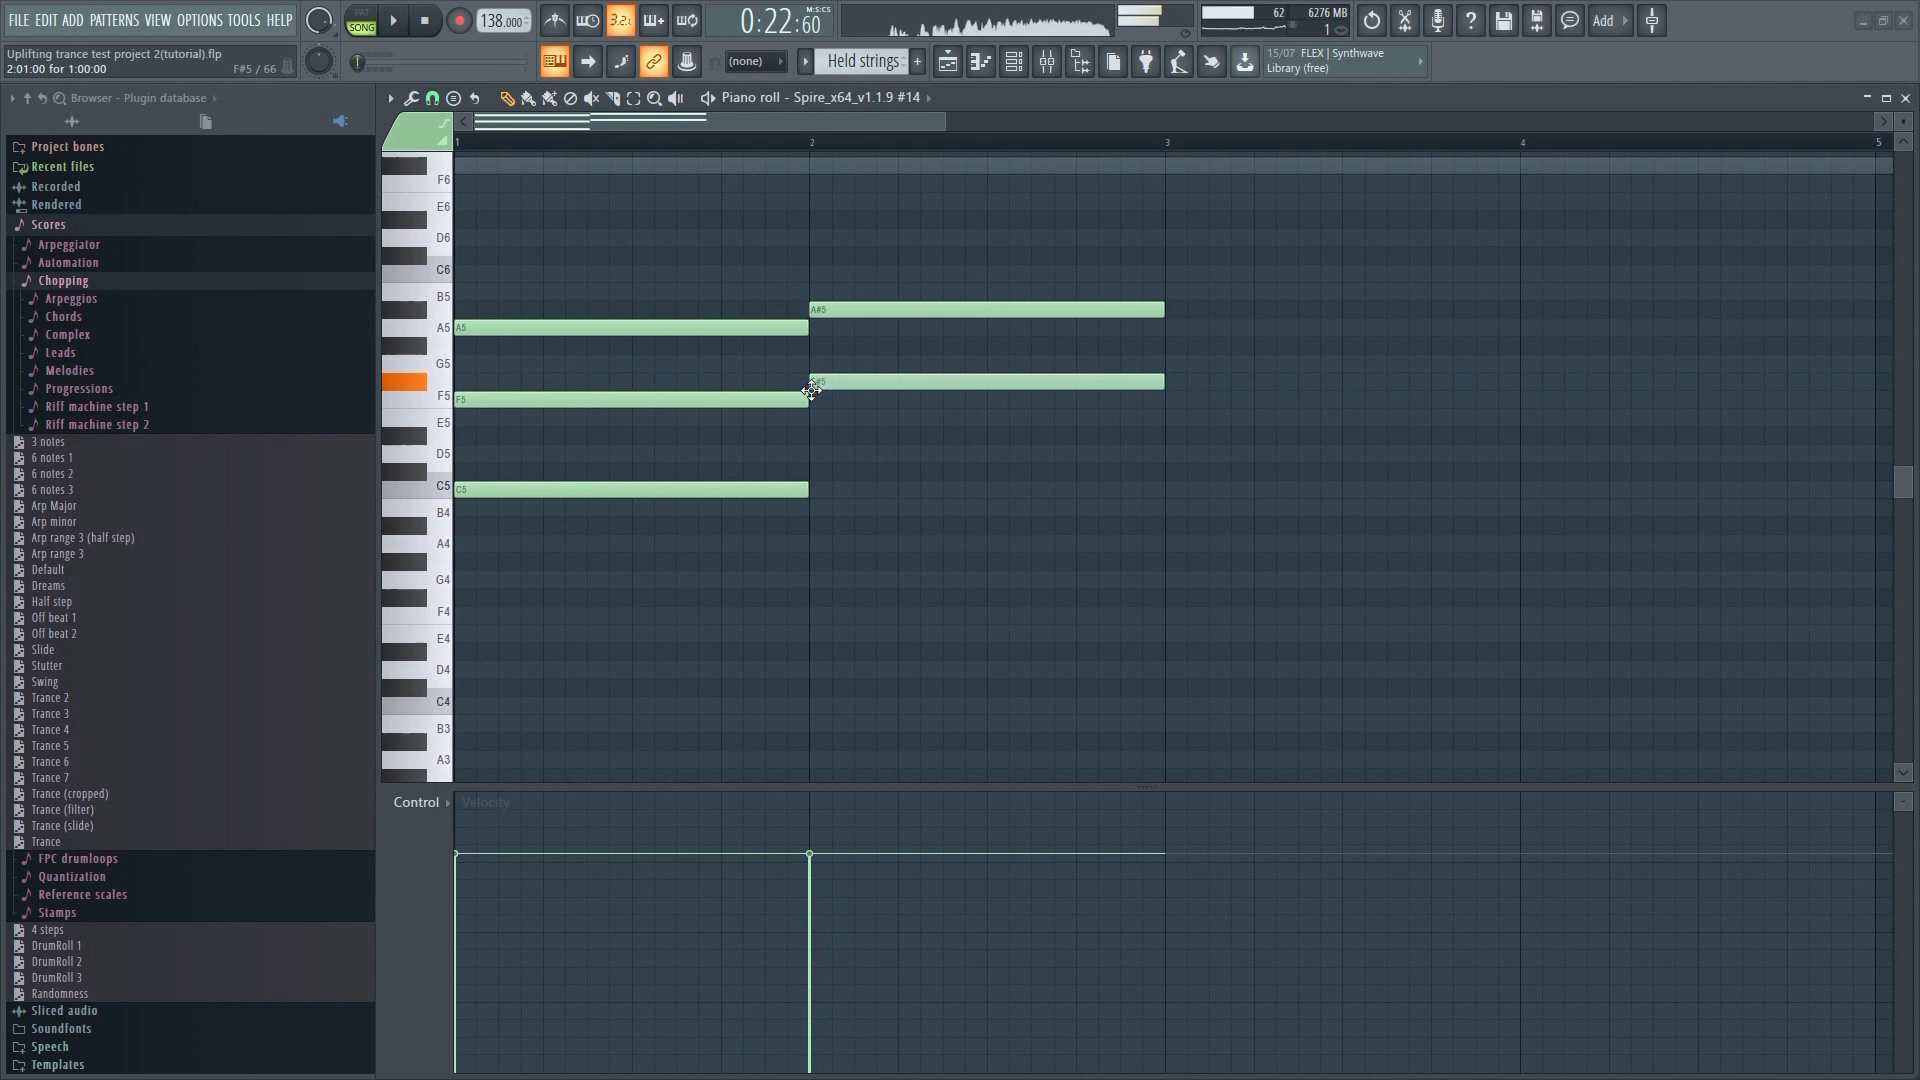 FILE EDIT ADD PATTERNS VIEW OPTIONS TOOLS HELP
PAT
SONG
138.000
3.2.
0:22:60
M:S:CS
62
6276 MB
1
Add
Uplifting trance test project 2(tutorial).flp
2:01:00 for 1:00:00
F#5 / 66
(none)
Held strings
15/07 FLEX | Synthwave
Library (free)
Browser - Plugin database
Piano roll - Spire_x64_v1.1.9 #14
Project bones
Recent files
Recorded
Rendered
Scores
Arpeggiator
Automation
Chopping
Arpeggios
Chords
Complex
Leads
Melodies
Progressions
Riff machine step 1
Riff machine step 2
3 notes
6 notes 1
6 notes 2
6 notes 3
Arp Major
Arp minor
Arp range 3 (half step)
Arp range 3
Default
Dreams
Half step
Off beat 1
Off beat 2
Slide
Stutter
Swing
Trance 2
Trance 3
Trance 4
Trance 5
Trance 6
Trance 7
Trance (cropped)
Trance (filter)
Trance (slide)
Trance
FPC drumloops
Quantization
Reference scales
Stamps
4 steps
DrumRoll 1
DrumRoll 2
DrumRoll 3
Randomness
Sliced audio
Soundfonts
Speech
Templates
1 2 3 4 5
F6
E6
D6
C6
B5
A#5
A5 A5
G5
F5 F5
E5
D5
C5 C5
B4
A4
G4
F4
E4
D4
C4
B3
A3
Control Velocity